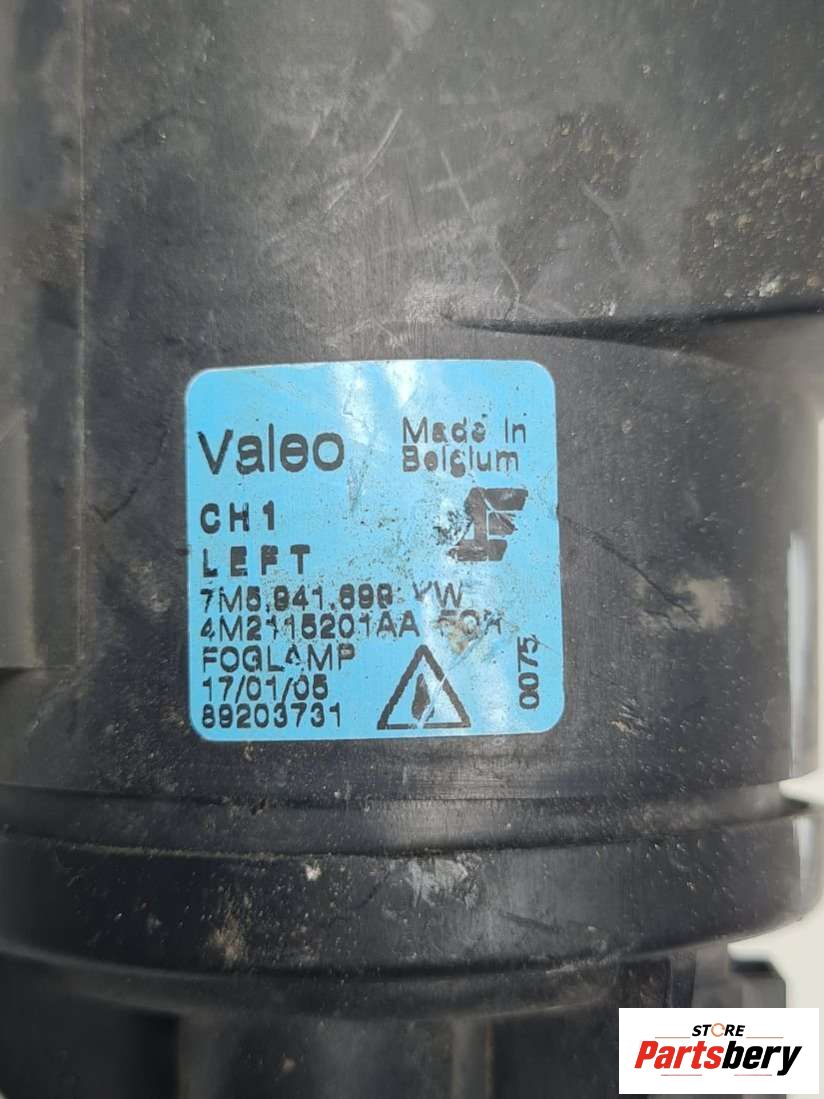 Valeo
Made In
Belgium
CH1
LEFT
7M5,941,699 VW
4M2115201AA FOH
FOGLAMP
17/01/05
89203731
0075
STORE
Partsbery